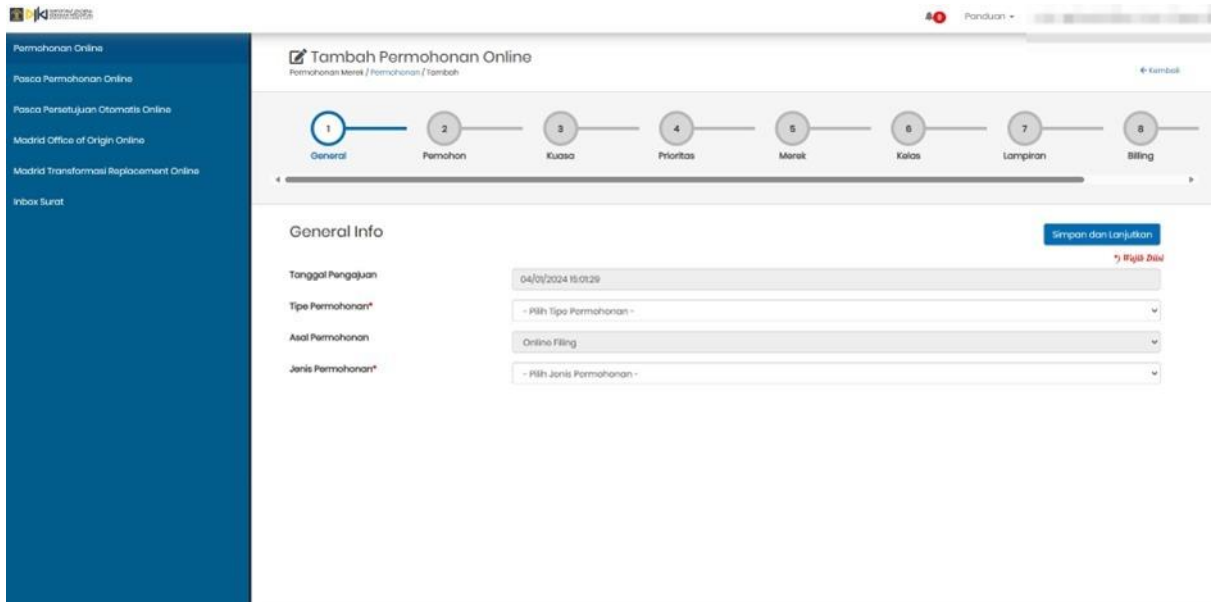 DJKI
Panduan
Permohonan Online
Pasca Permohonan Online
Pasca Persetujuan Otomatis Online
Madrid Office of Origin Online
Madrid Transformasi Replacement Online
Inbox Surat
Tambah Permohonan Online
Permohonan Merek / Permohonan / Tambah
Kembali
1 2 3 4 5 6 7 8
General Pemohon Kuasa Prioritas Merek Kelas Lampiran Billing
General Info
Simpan dan Lanjutkan
*) Wajib Diisi
Tanggal Pengajuan 04/01/2024 15:01:29
Tipe Permohonan* - Pilih Tipe Permohonan -
Asal Permohonan Online Filing
Jenis Permohonan* - Pilih Jenis Permohonan -